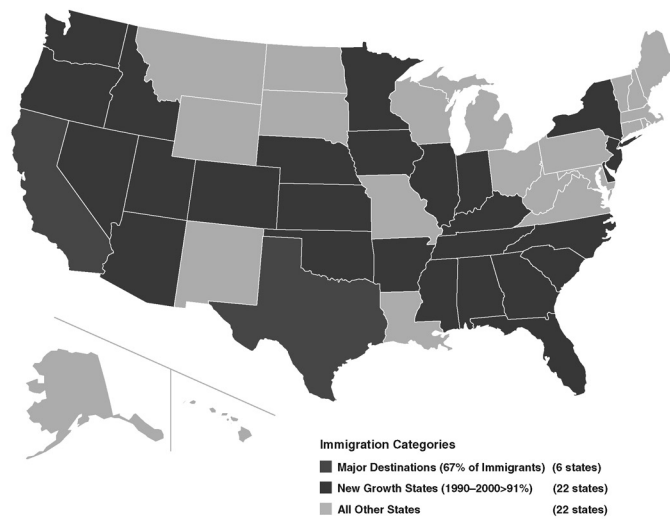 Immigration Categories
Major Destinations (67% of Immigrants) (6 states)
New Growth States (1990–2000>91%) (22 states)
All Other States (22 states)